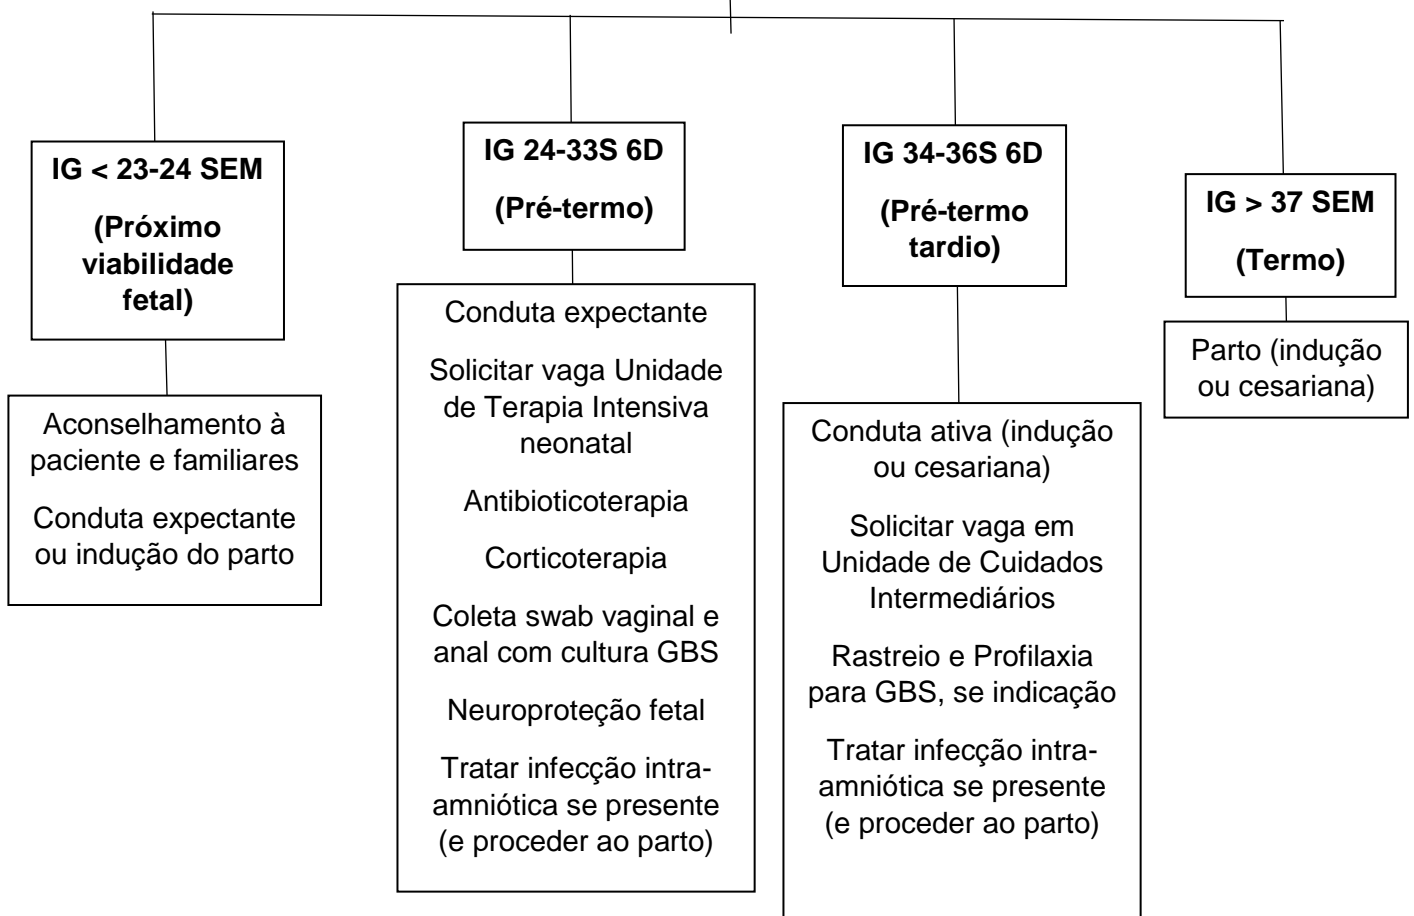 IG < 23-24 SEM
(Próximo
viabilidade
fetal)
Aconselhamento à
paciente e familiares
Conduta expectante
ou indução do parto
IG 24-33S 6D
(Pré-termo)
Conduta expectante
Solicitar vaga Unidade
de Terapia Intensiva
neonatal
Antibioticoterapia
Corticoterapia
Coleta swab vaginal e
anal com cultura GBS
Neuroproteção fetal
Tratar infecção intra-
amniótica se presente
(e proceder ao parto)
IG 34-36S 6D
(Pré-termo
tardio)
Conduta ativa (indução
ou cesariana)
Solicitar vaga em
Unidade de Cuidados
Intermediários
Rastreio e Profilaxia
para GBS, se indicação
Tratar infecção intra-
amniótica se presente
(e proceder ao parto)
IG > 37 SEM
(Termo)
Parto (indução
ou cesariana)